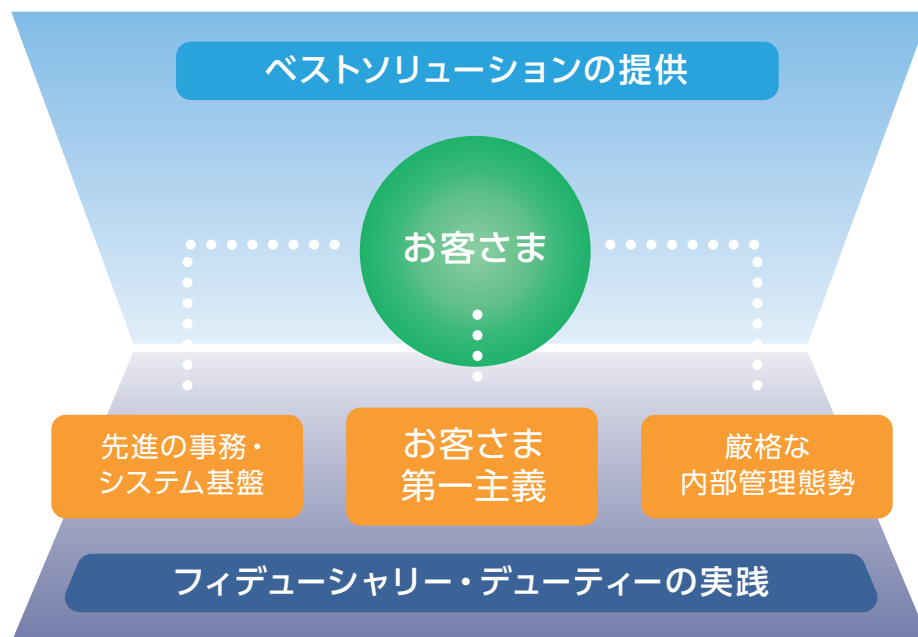 ベストソリューションの提供
お客さま
先進の事務・
システム基盤
お客さま
第一主義
厳格な
内部管理態勢
フィデューシャリー・デューティーの実践